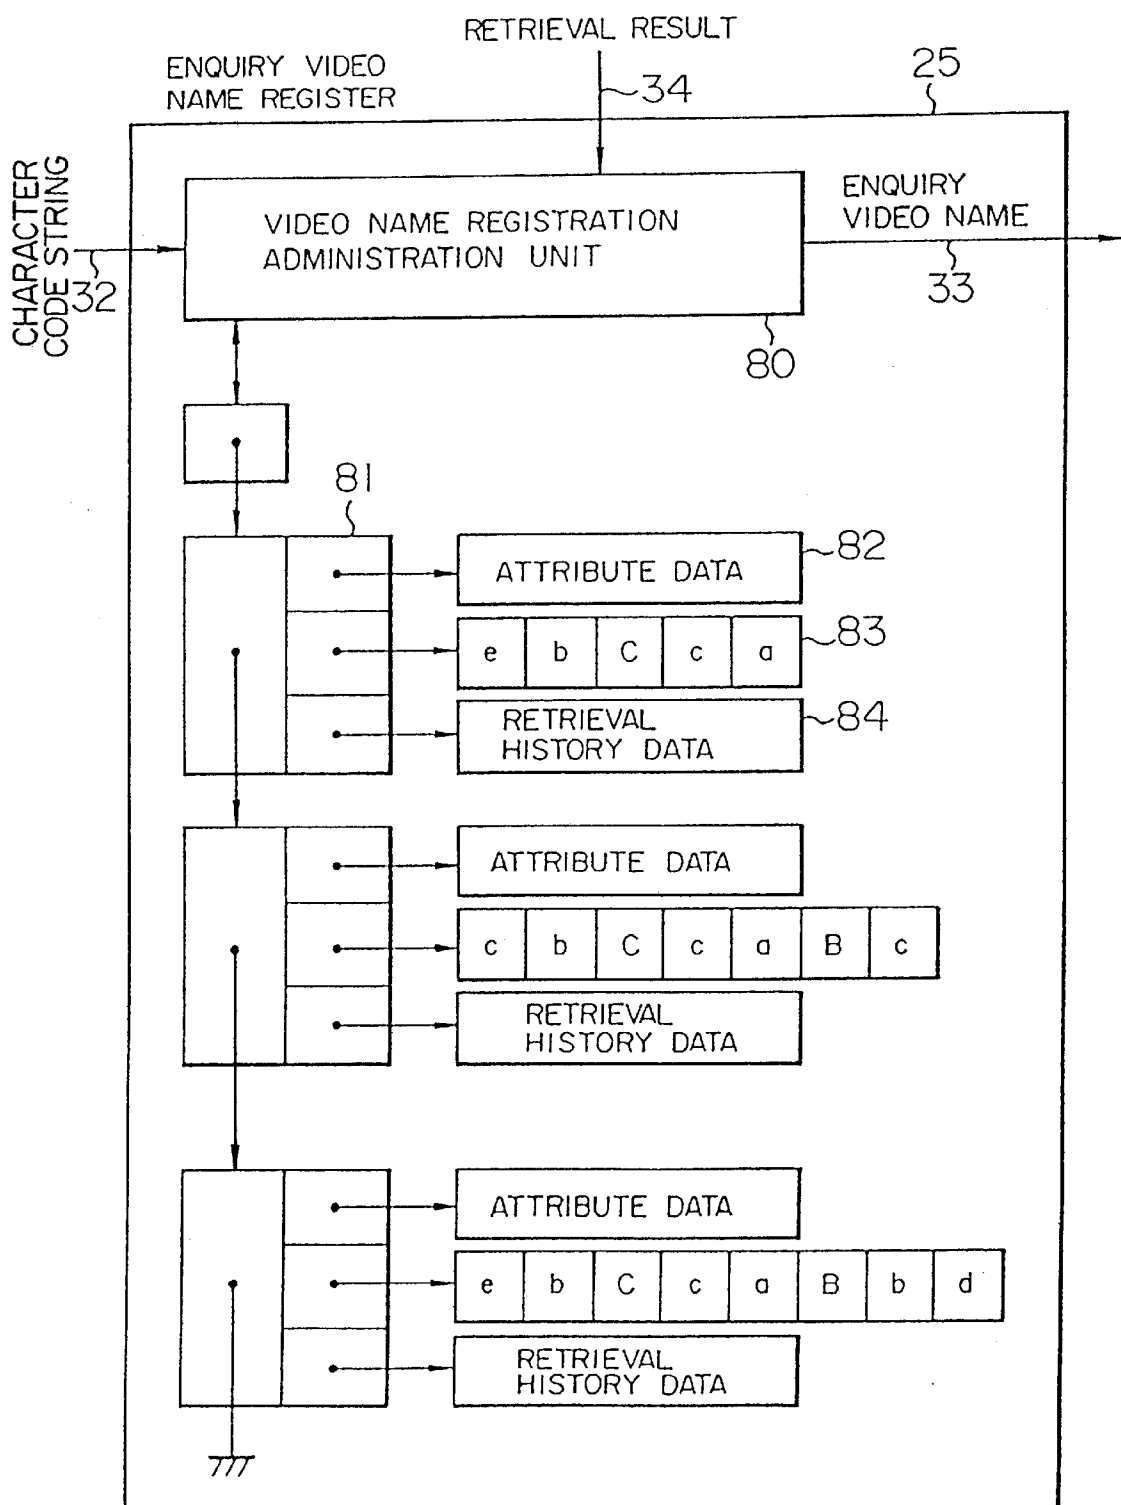 RETRIEVAL RESULT
ENQUIRY VIDEO
NAME REGISTER
34
25
CHARACTER
CODE STRING
32
VIDEO NAME REGISTRATION
ADMINISTRATION UNIT
ENQUIRY
VIDEO NAME
33
80
81
ATTRIBUTE DATA
82
e b C c a
83
RETRIEVAL
HISTORY DATA
84
ATTRIBUTE DATA
c b C c a B c
RETRIEVAL
HISTORY DATA
ATTRIBUTE DATA
e b C c a B b d
RETRIEVAL
HISTORY DATA